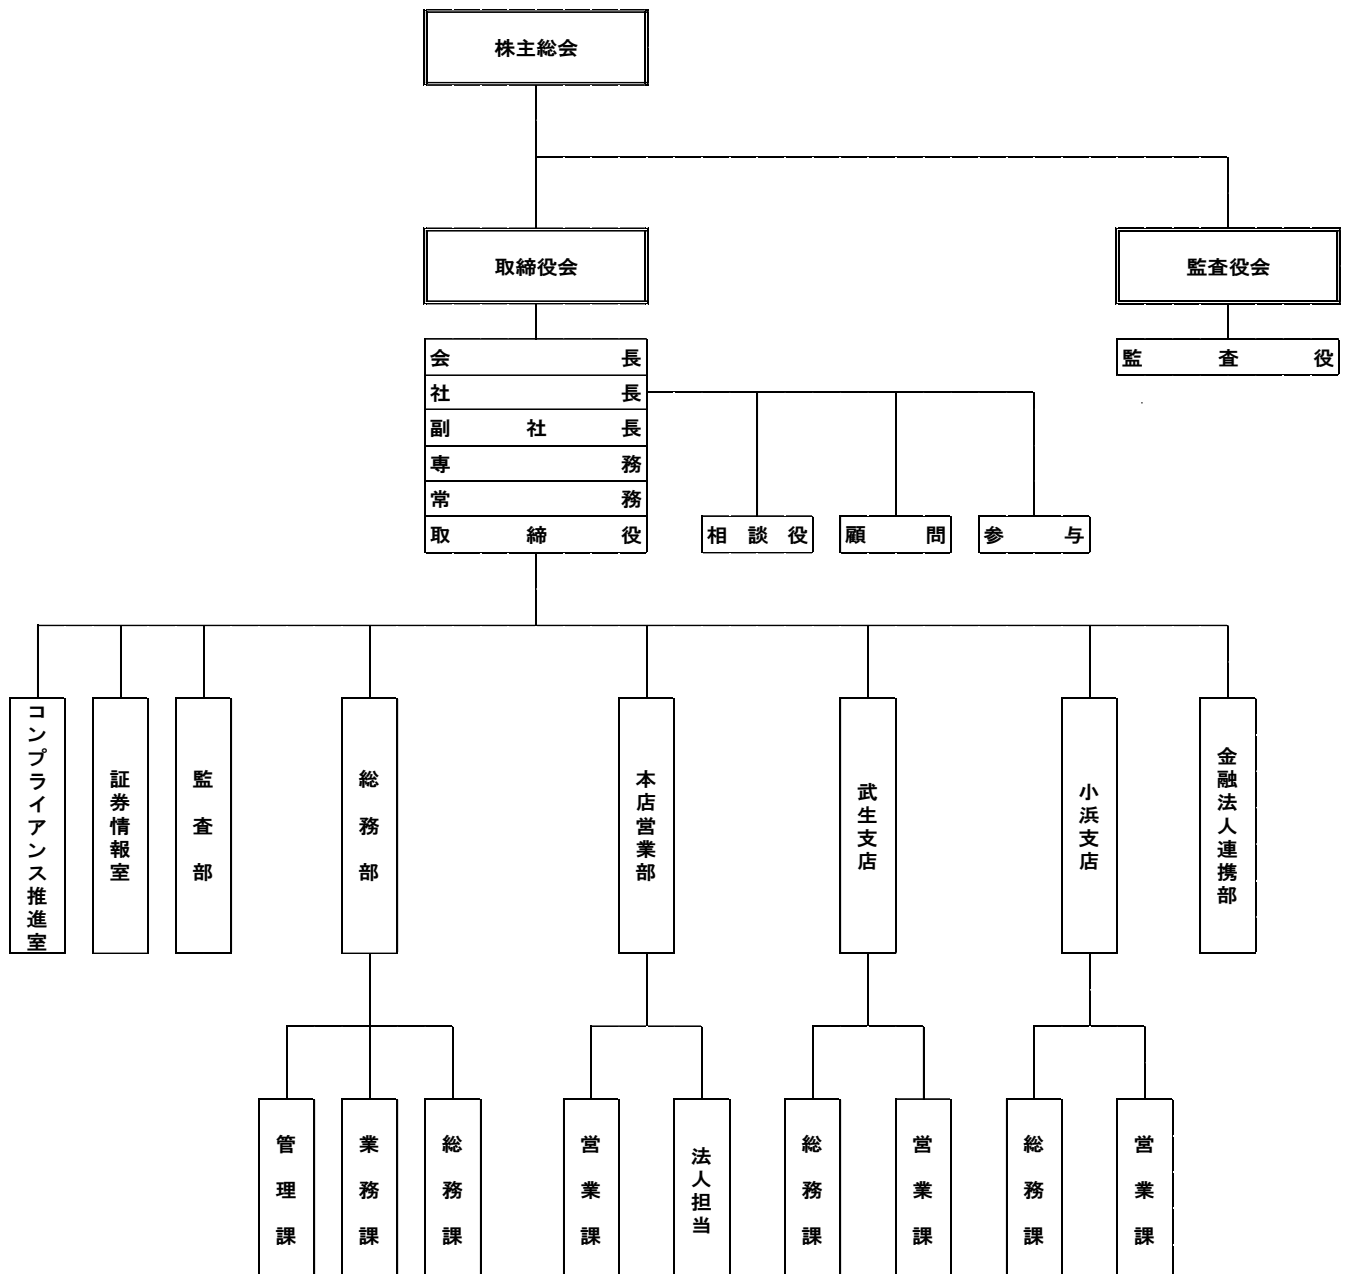 株主総会
取締役会
監査役会
会長
社長
副社長
専務
常務
取締役
監査役
相談役
顧問
参与
コンプライアンス推進室
証券情報室
監査部
総務部
本店営業部
武生支店
小浜支店
金融法人連携部
管理課
業務課
総務課
営業課
法人担当
総務課
営業課
総務課
営業課